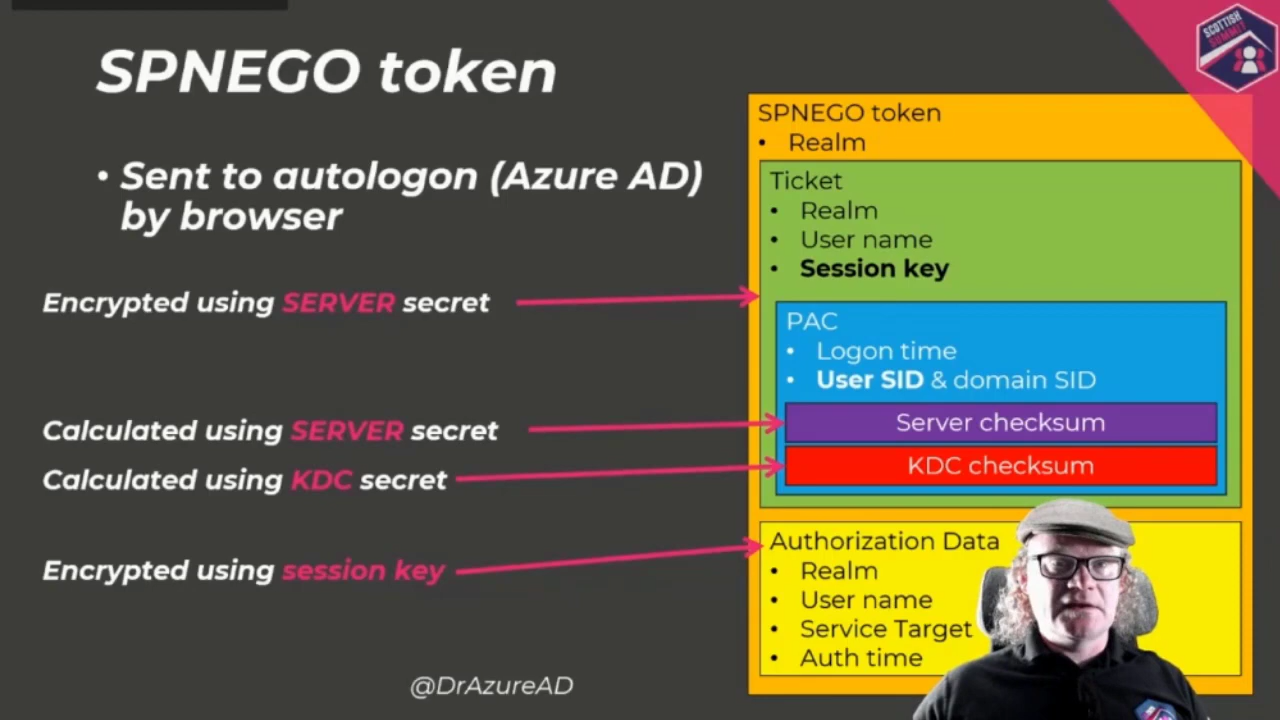 SPNEGO token
• Sent to autologon (Azure AD)
by browser
Encrypted using SERVER secret
Calculated using SERVER secret
Calculated using KDC secret
Encrypted using session key
@DrAzureAD
SCOTTISH
SUMMIT
SPNEGO token
• Realm
Ticket
• Realm
• User name
• Session key
PAC
• Logon time
• User SID & domain SID
Server checksum
KDC checksum
Authorization Data
• Realm
• User name
• Service Target
• Auth time